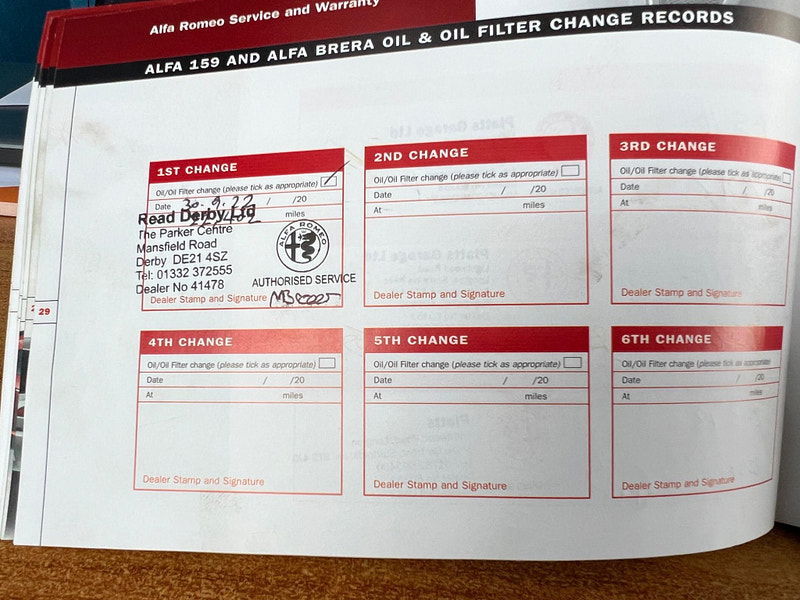 Alfa Romeo Service and Warranty
ALFA 159 AND ALFA BRERA OIL & OIL FILTER CHANGE RECORDS
1ST CHANGE
Oil/Oil Filter change (please tick as appropriate)
Date 30.9.22 / /20
miles
Read Derby Ltd
The Parker Centre
Mansfield Road
Derby DE21 4SZ
Tel: 01332 372555
Dealer No 41478
ALFA ROMEO
AUTHORISED SERVICE
Dealer Stamp and Signature
2ND CHANGE
Oil/Oil Filter change (please tick as appropriate)
Date / /20
At miles
Dealer Stamp and Signature
3RD CHANGE
Oil/Oil Filter change (please tick as appropriate)
Date / /20
At miles
Dealer Stamp and Signature
29
4TH CHANGE
Oil/Oil Filter change (please tick as appropriate)
Date / /20
At miles
Dealer Stamp and Signature
5TH CHANGE
Oil/Oil Filter change (please tick as appropriate)
Date / /20
At miles
Dealer Stamp and Signature
6TH CHANGE
Oil/Oil Filter change (please tick as appropriate)
Date / /20
At miles
Dealer Stamp and Signature